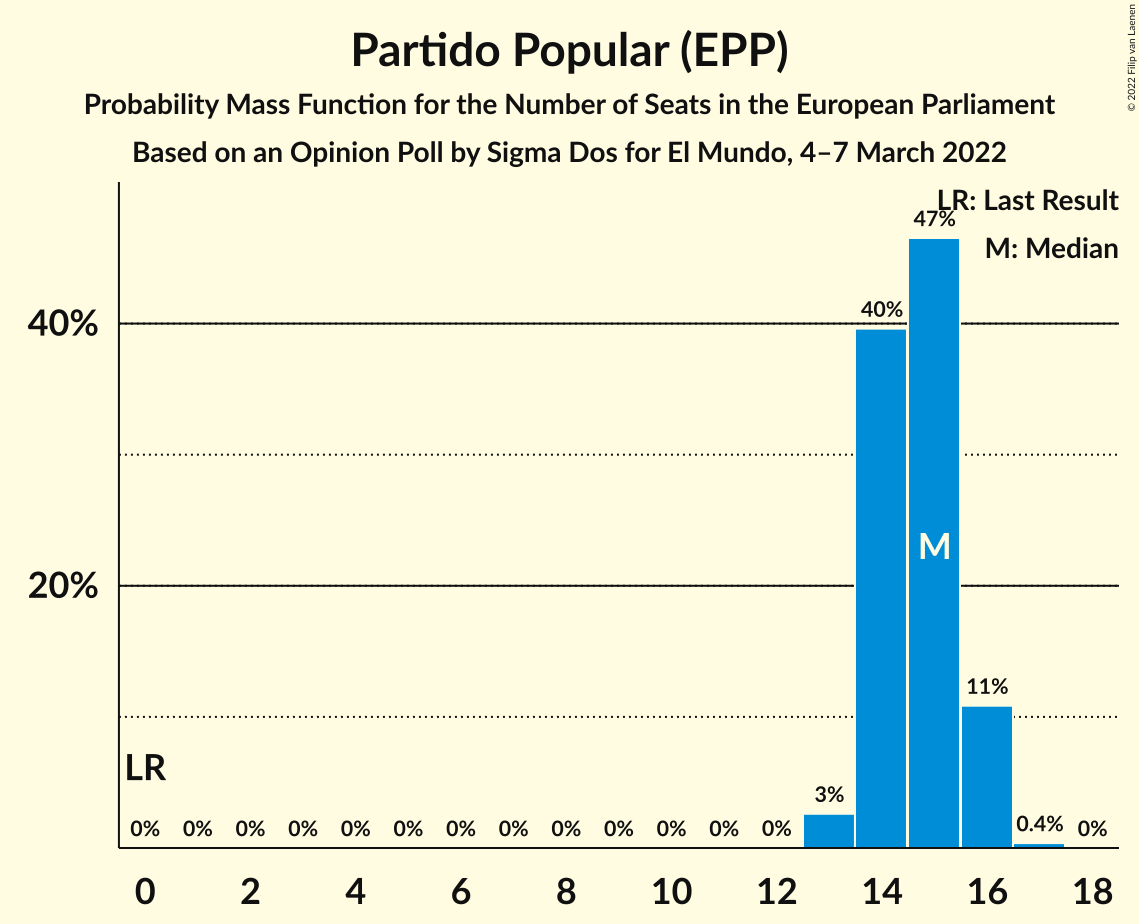 Partido Popular (EPP)
Probability Mass Function for the Number of Seats in the European Parliament
Based on an Opinion Poll by Sigma Dos for El Mundo, 4–7 March 2022
© 2022 Filip van Laenen
LR: Last Result
M: Median
47%
40%
40%
M
20%
11%
LR
3%
0% 0% 0% 0% 0% 0% 0% 0% 0% 0% 0% 0% 0% 0.4% 0%
0 2 4 6 8 10 12 14 16 18